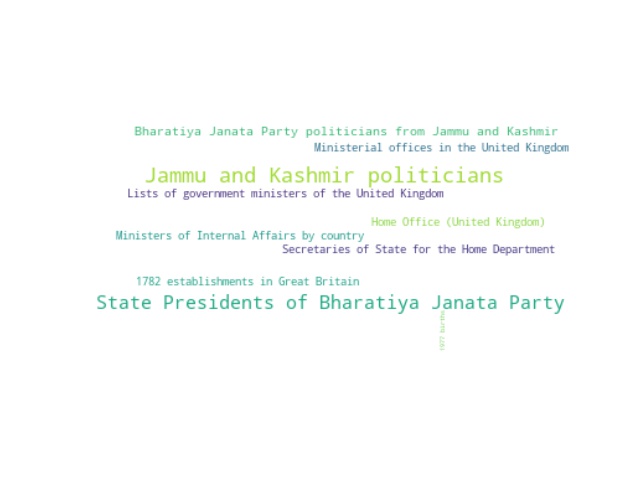 Bharatiya Janata Party politicians from Jammu and Kashmir
Ministerial offices in the United Kingdom
Jammu and Kashmir politicians
Lists of government ministers of the United Kingdom
Home Office (United Kingdom)
Ministers of Internal Affairs by country
Secretaries of State for the Home Department
1782 establishments in Great Britain
State Presidents of Bharatiya Janata Party
1977 births